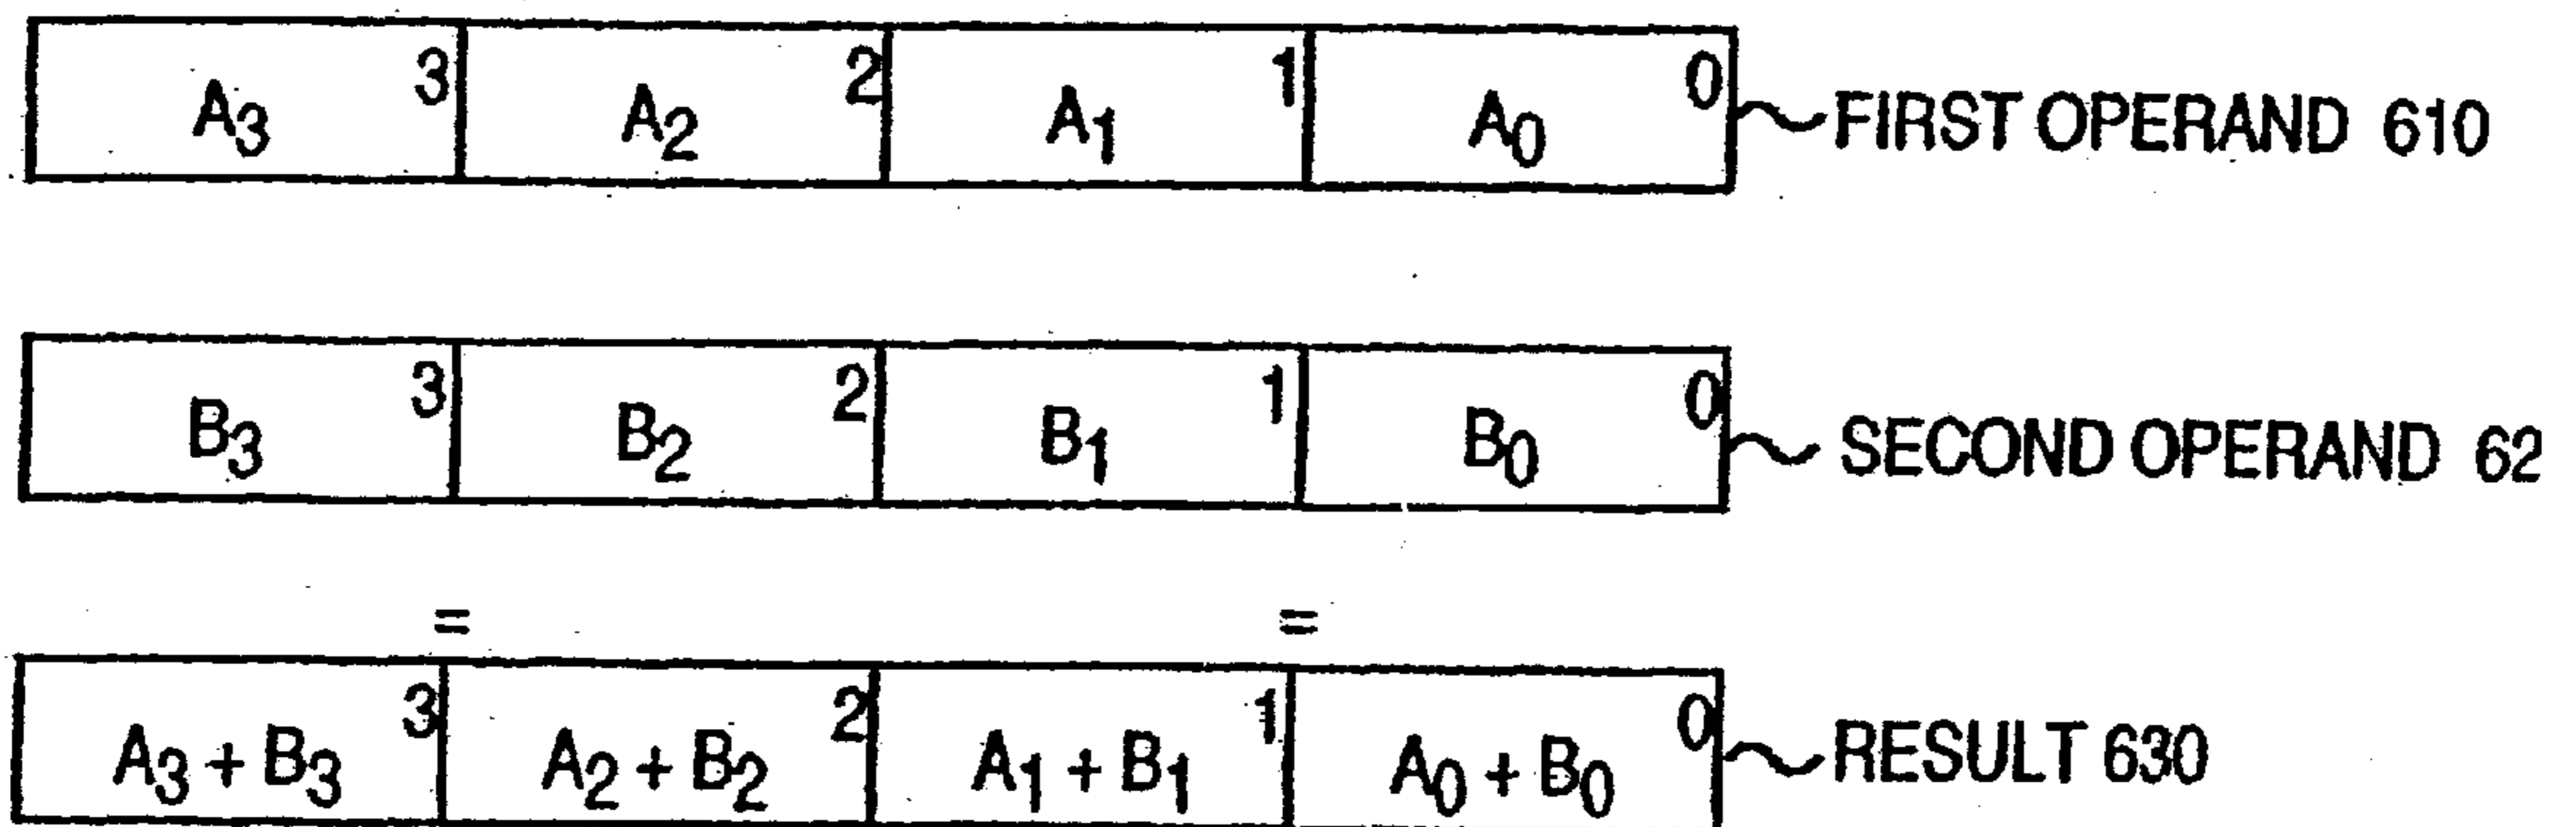 A3 3 A2 2 A1 1 A0 0 FIRST OPERAND 610
B3 3 B2 2 B1 1 B0 0 SECOND OPERAND 62
= =
A3 + B3 3 A2 + B2 2 A1 + B1 1 A0 + B0 0 RESULT 630